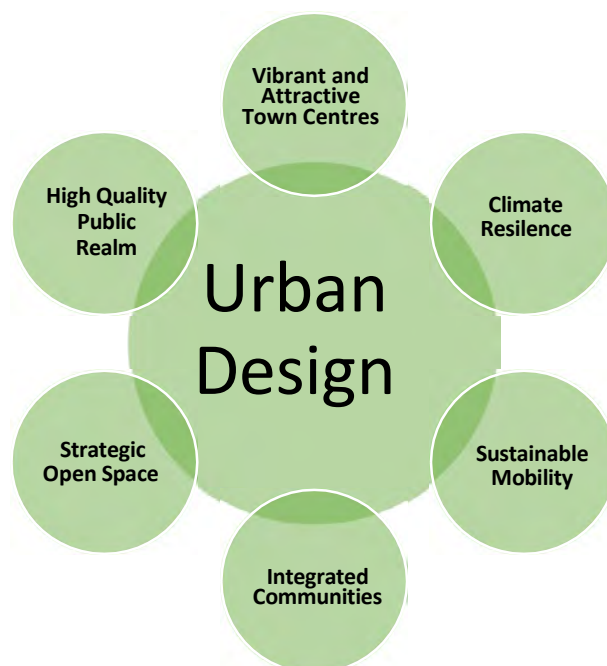 Vibrant and
Attractive
Town Centres
High Quality
Public
Realm
Climate
Resilence
Urban
Design
Strategic
Open Space
Sustainable
Mobility
Integrated
Communities